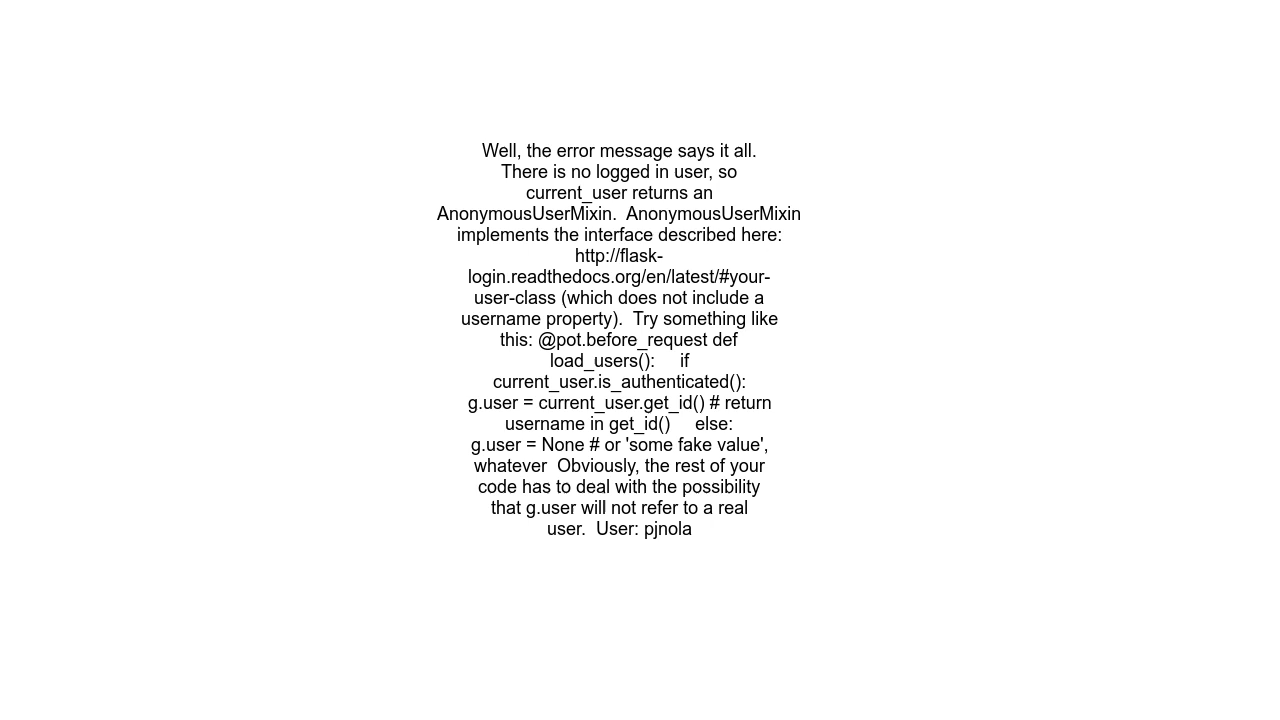 Well, the error message says it all.
There is no logged in user, so
current_user returns an
AnonymousUserMixin.  AnonymousUserMixin
implements the interface described here:
http://flask-
login.readthedocs.org/en/latest/#your-
user-class (which does not include a
username property).  Try something like
this: @pot.before_request def
load_users():     if
current_user.is_authenticated():
g.user = current_user.get_id() # return
username in get_id()     else:
g.user = None # or 'some fake value',
whatever  Obviously, the rest of your
code has to deal with the possibility
that g.user will not refer to a real
user.  User: pjnola